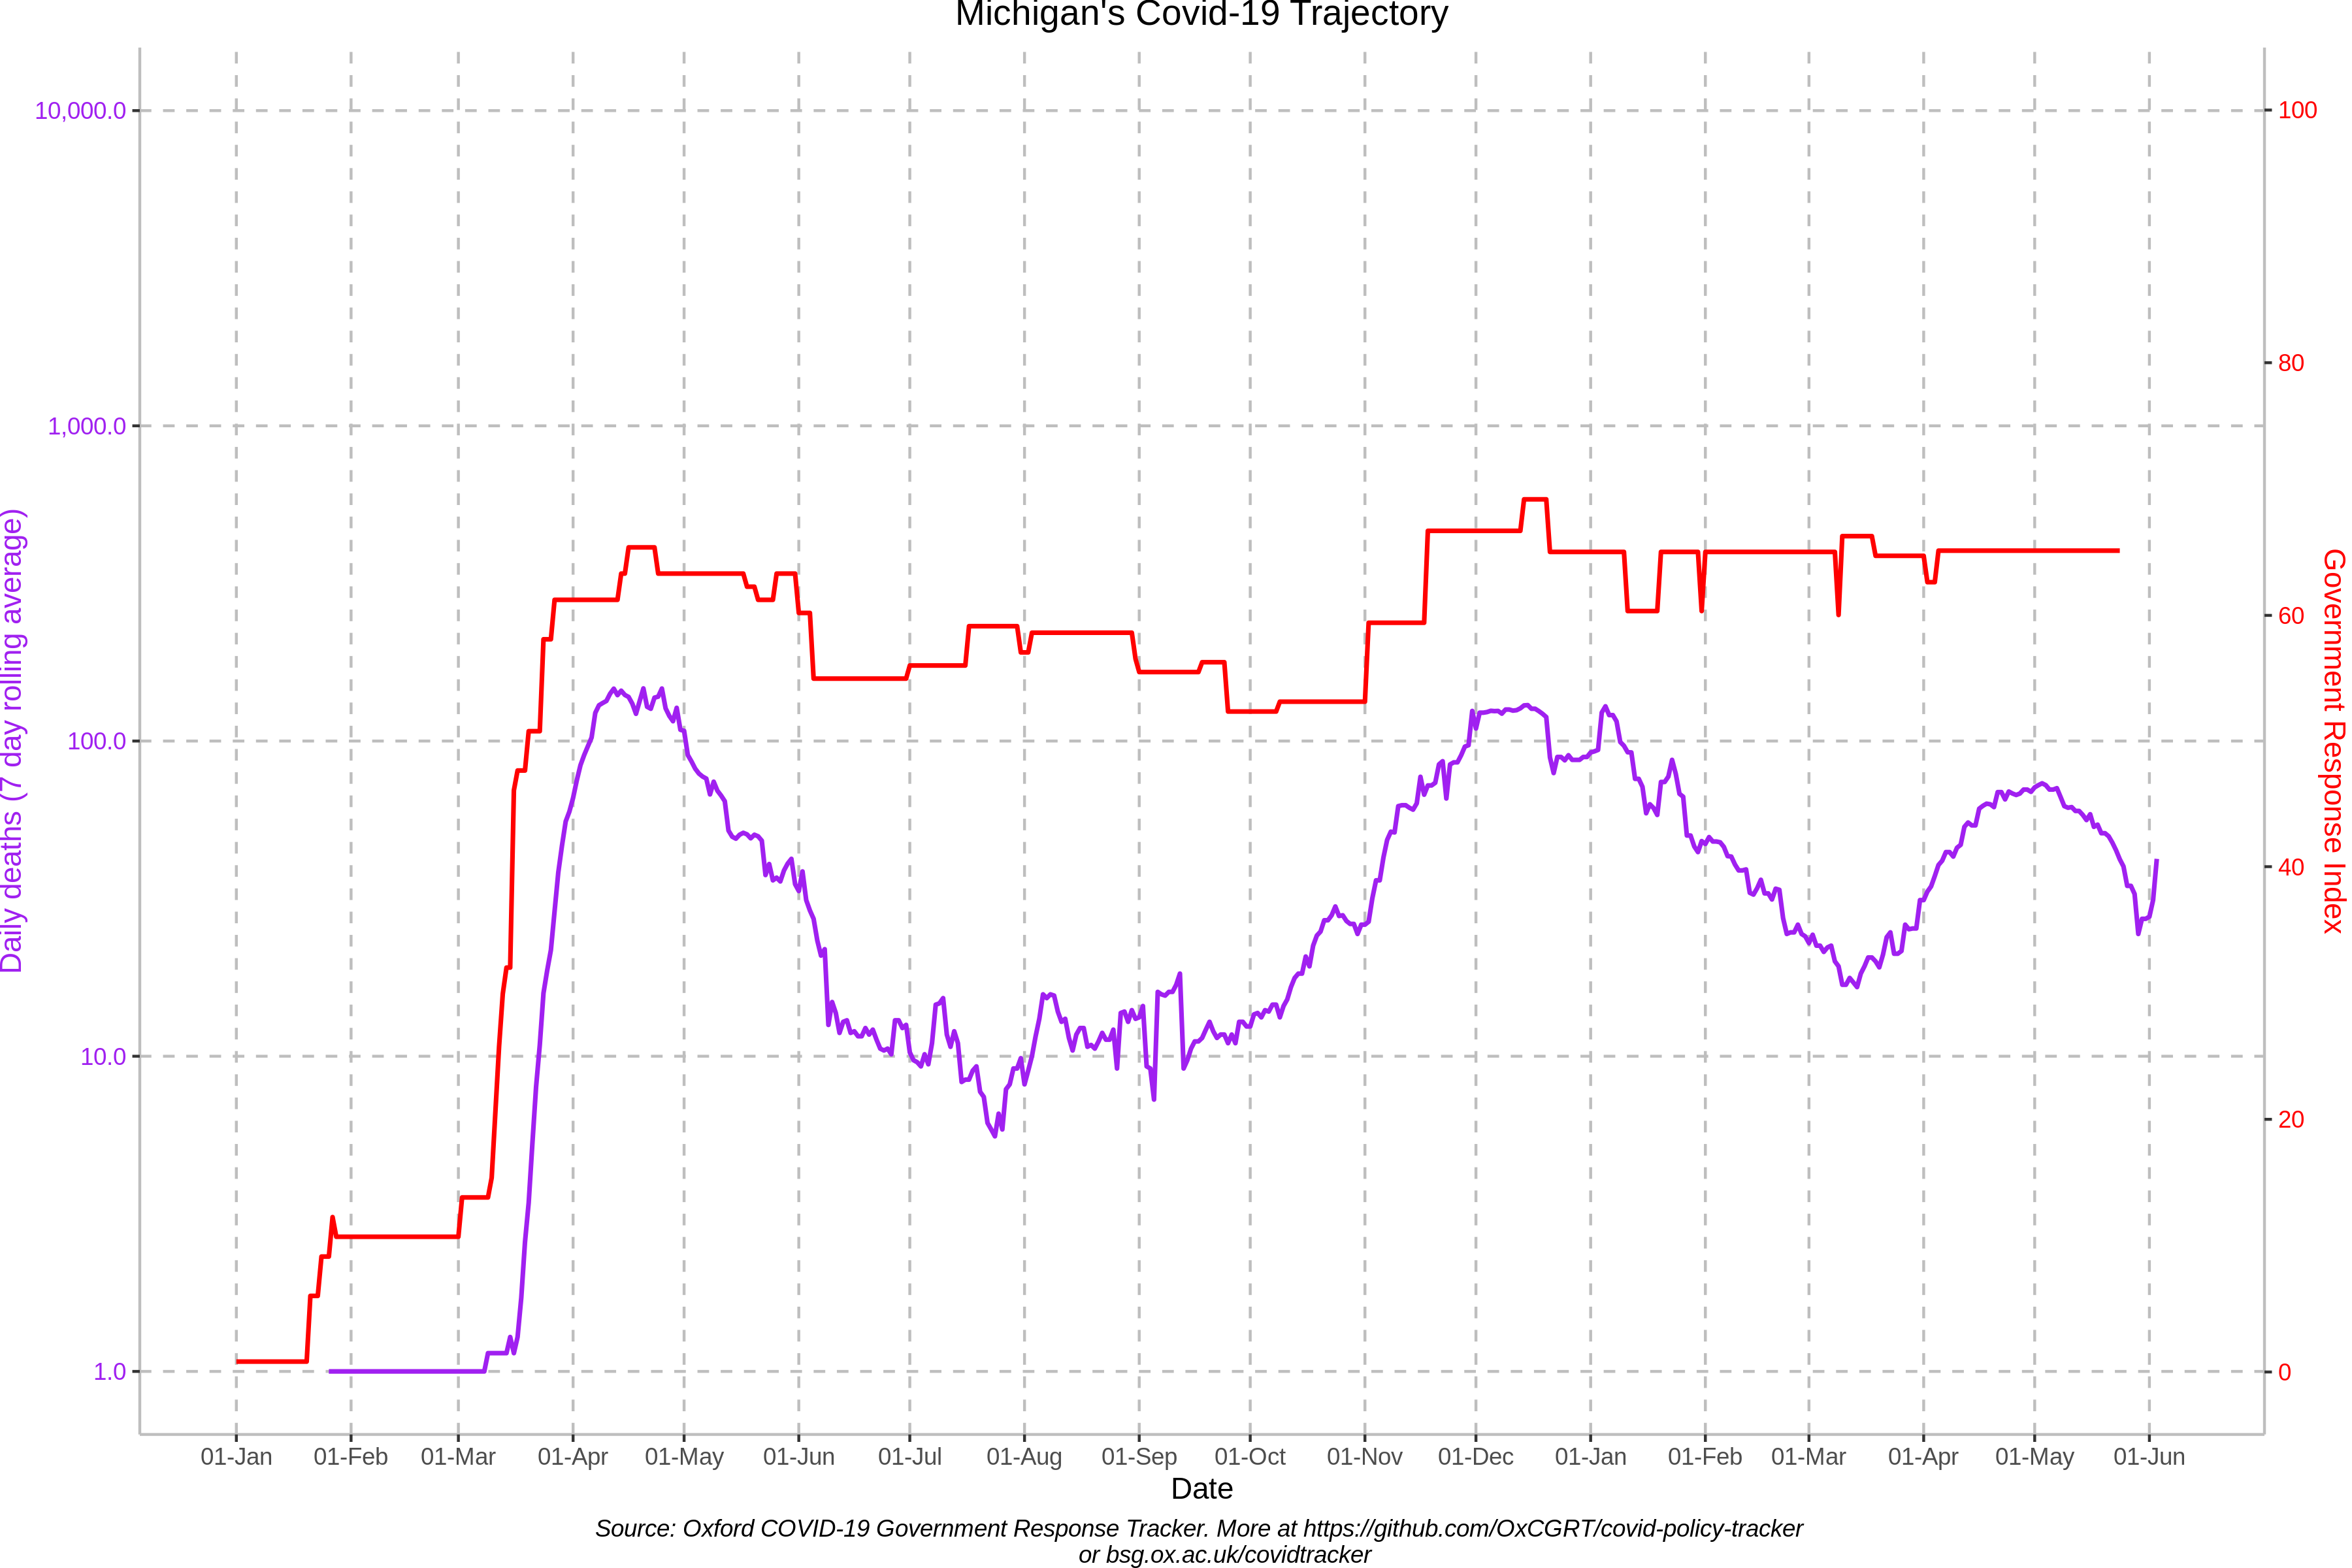 Michigan's Covid-19 Trajectory
10,000.0
1,000.0
100.0
10.0
1.0
Daily deaths (7 day rolling average)
100
80
60
40
20
0
Government Response Index
01-Jan 01-Feb 01-Mar 01-Apr 01-May 01-Jun 01-Jul 01-Aug 01-Sep 01-Oct 01-Nov 01-Dec 01-Jan 01-Feb 01-Mar 01-Apr 01-May 01-Jun
Date
Source: Oxford COVID-19 Government Response Tracker. More at https://github.com/OxCGRT/covid-policy-tracker
or bsg.ox.ac.uk/covidtracker